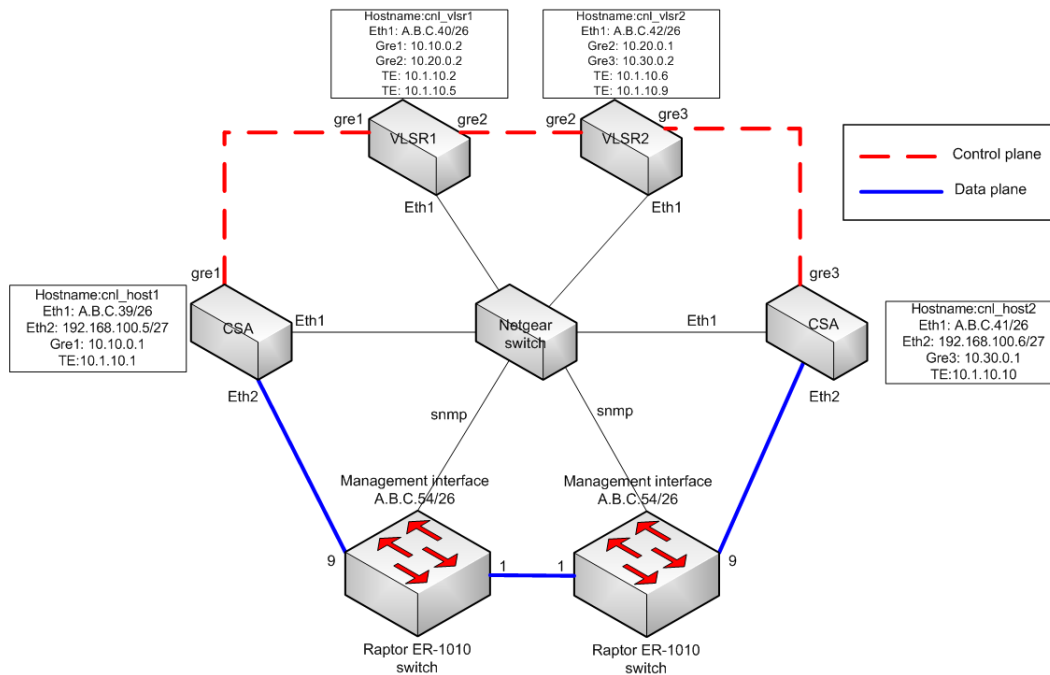 Hostname:cnl_vlsr1
Eth1: A.B.C.40/26
Gre1: 10.10.0.2
Gre2: 10.20.0.2
TE: 10.1.10.2
TE: 10.1.10.5
Hostname:cnl_vlsr2
Eth1: A.B.C.42/26
Gre2: 10.20.0.1
Gre3: 10.30.0.2
TE: 10.1.10.6
TE: 10.1.10.9
gre1
VLSR1
gre2
gre2
VLSR2
gre3
Control plane
Data plane
Eth1
Eth1
gre1
gre3
Hostname:cnl_host1
Eth1: A.B.C.39/26
Eth2: 192.168.100.5/27
Gre1: 10.10.0.1
TE:10.1.10.1
CSA
Eth1
Netgear
switch
Eth1
CSA
Hostname:cnl_host2
Eth1: A.B.C.41/26
Eth2: 192.168.100.6/27
Gre3: 10.30.0.1
TE:10.1.10.10
Eth2
Eth2
snmp
snmp
Management interface
A.B.C.54/26
Management interface
A.B.C.54/26
9
1
1
9
Raptor ER-1010
switch
Raptor ER-1010
switch